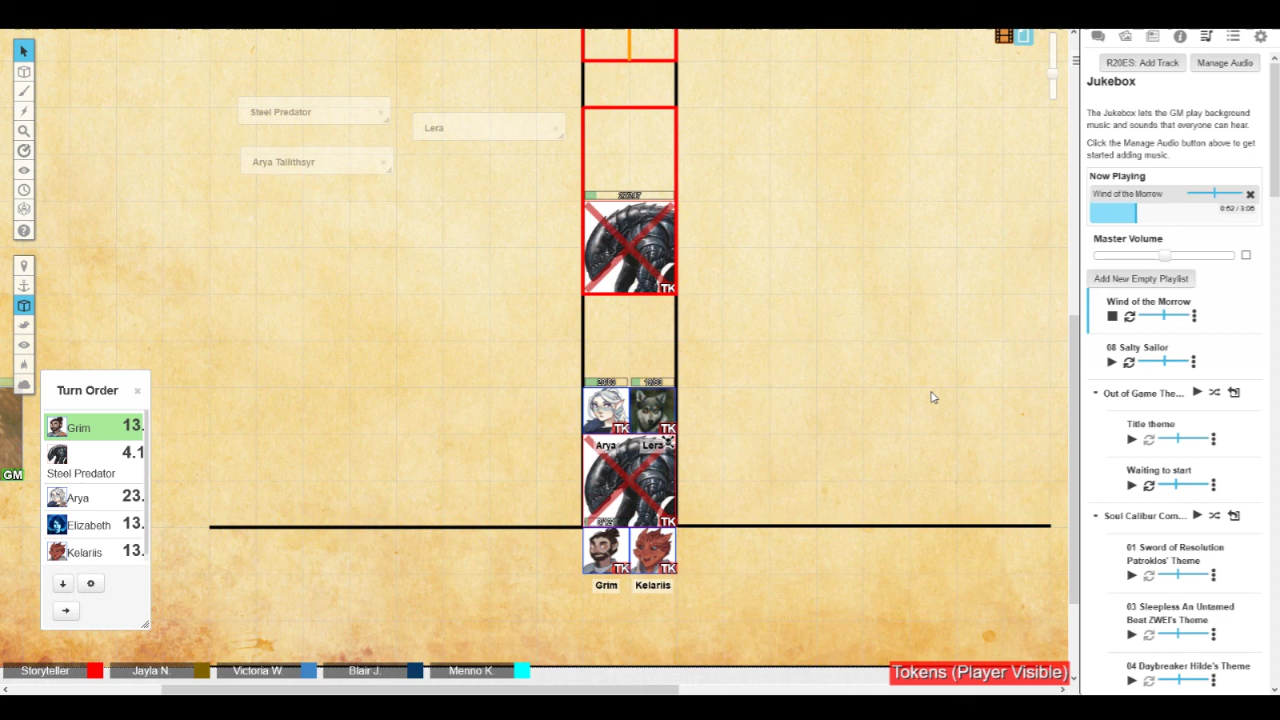 Steel Predator
Lera
Arya Tallithsyr
TK
TK
TK
Arya
Lera
TK
TK
TK
Grim
Kelariis
Turn Order
Grim
13.
4.1
Steel Predator
Arya
23.
Elizabeth
13.
Kelariis
13.
GM
Storyteller
Jayla N.
Victoria W.
Blair J.
Menno K.
Tokens (Player Visible)
R20ES: Add Track
Manage Audio
Jukebox
The Jukebox lets the GM play background
music and sounds that everyone can hear.
Click the Manage Audio button above to get
started adding music.
Now Playing
Wind of the Morrow
0:52 / 3:06
Master Volume
Add New Empty Playlist
Wind of the Morrow
08 Salty Sailor
Out of Game The...
Title theme
Waiting to start
Soul Calibur Com...
01 Sword of Resolution
Patroklos' Theme
03 Sleepless An Untamed
Beat ZWEI's Theme
04 Daybreaker Hilde's Theme